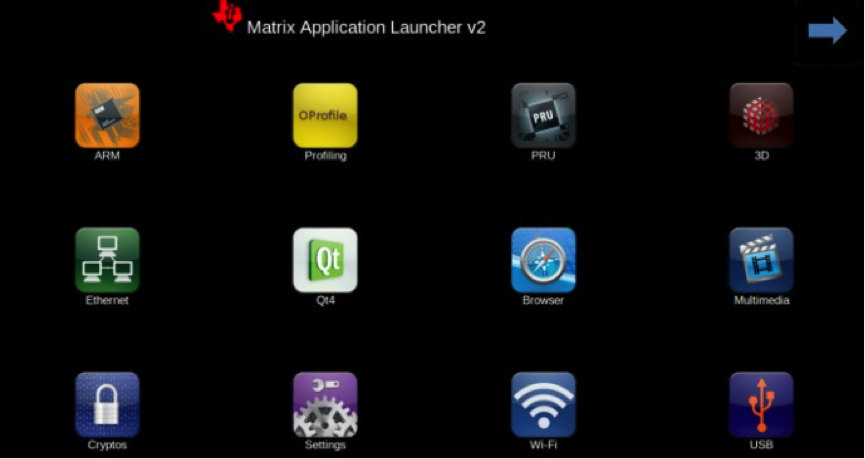 Matrix Application Launcher v2
OProfile
PRU
Qt
ARM
Profiling
PRU
3D
Ethernet
Qt4
Browser
Multimedia
Cryptos
Settings
Wi-Fi
USB